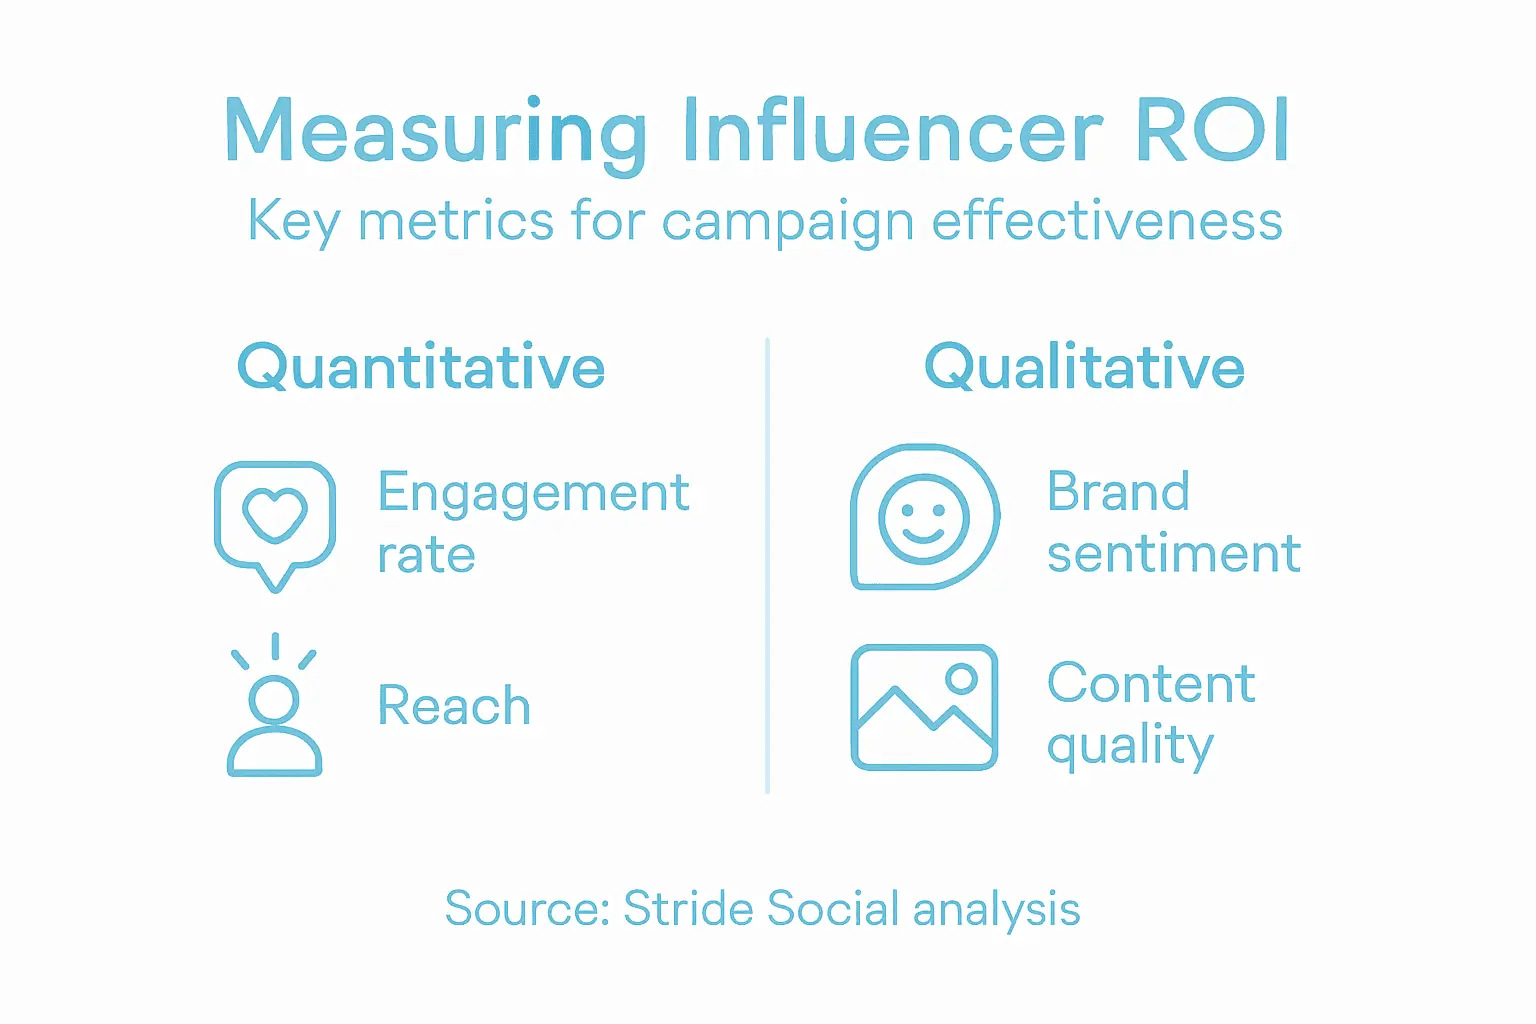 Measuring Influencer ROI
Key metrics for campaign effectiveness
Quantitative
Engagement
rate
Reach
Qualitative
Brand
sentiment
Content
quality
Source: Stride Social analysis